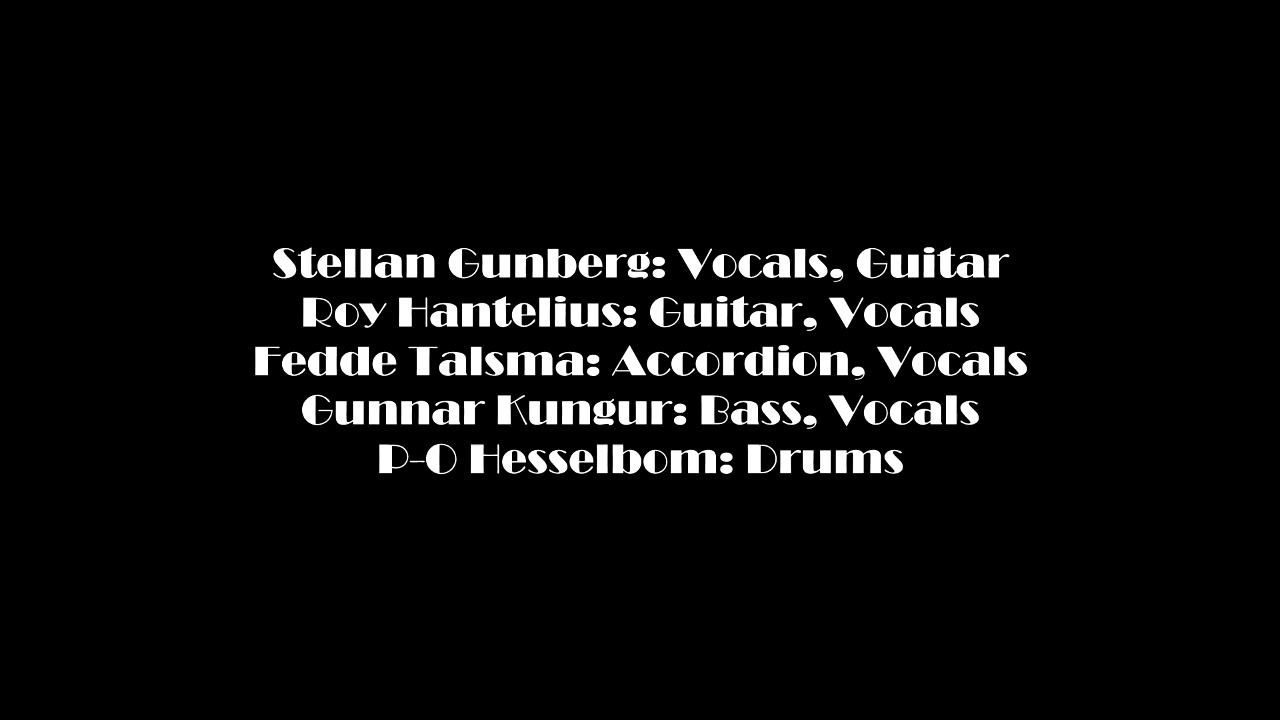 Stellan Gunberg: Vocals, Guitar
Roy Hantelius: Guitar, Vocals
Fedde Talsma: Accordion, Vocals
Gunnar Kungur: Bass, Vocals
P-O Hesselbom: Drums